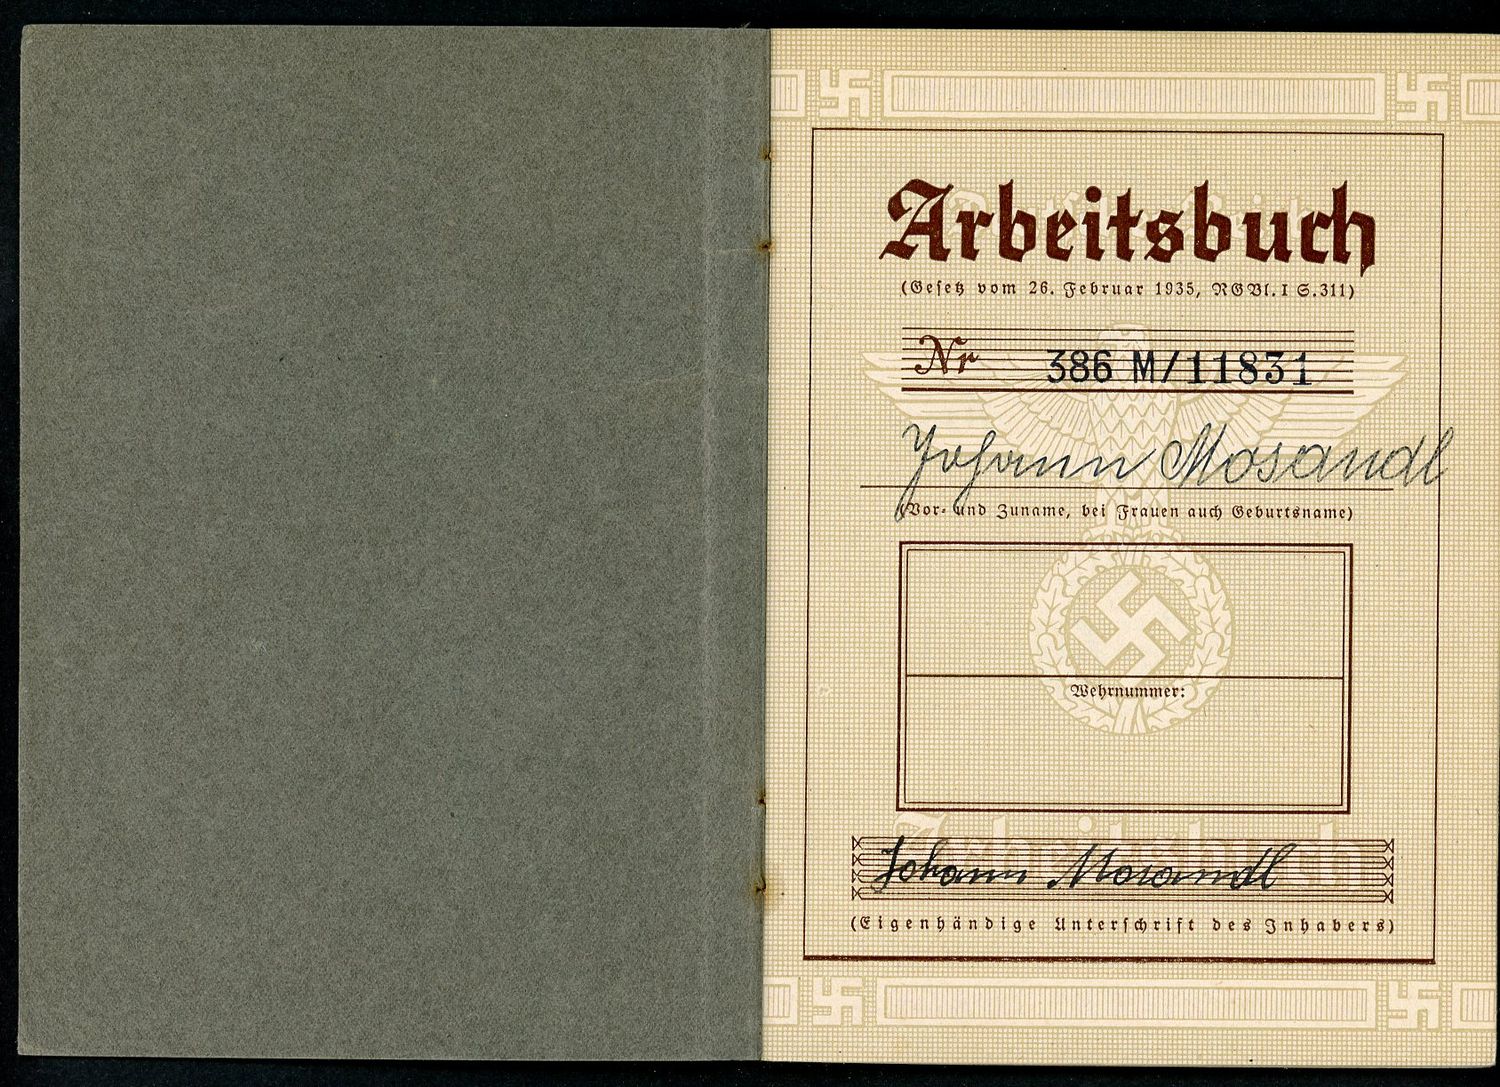 Arbeitsbuch
(Gesetz vom 26. Februar 1935, RGBl. I S. 311)
Nr 386 M/11831
Johann Mosandl
(Vor- und Zuname, bei Frauen auch Geburtsname)
Wehrnummer:
Arbeitsbuch
Johann Mosandl
(Eigenhändige Unterschrift des Inhabers)